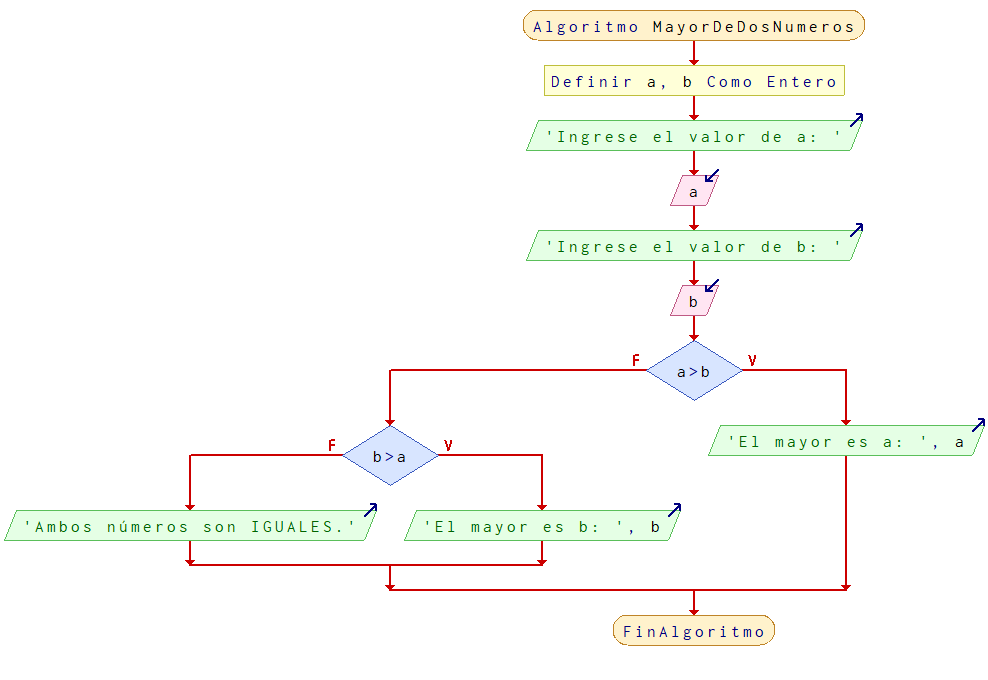 Algoritmo MayorDeDosNumeros
Definir a, b Como Entero
'Ingrese el valor de a: '
a
'Ingrese el valor de b: '
b
a>b
F
V
'El mayor es a: ', a
b>a
F
V
'Ambos números son IGUALES.'
'El mayor es b: ', b
FinAlgoritmo